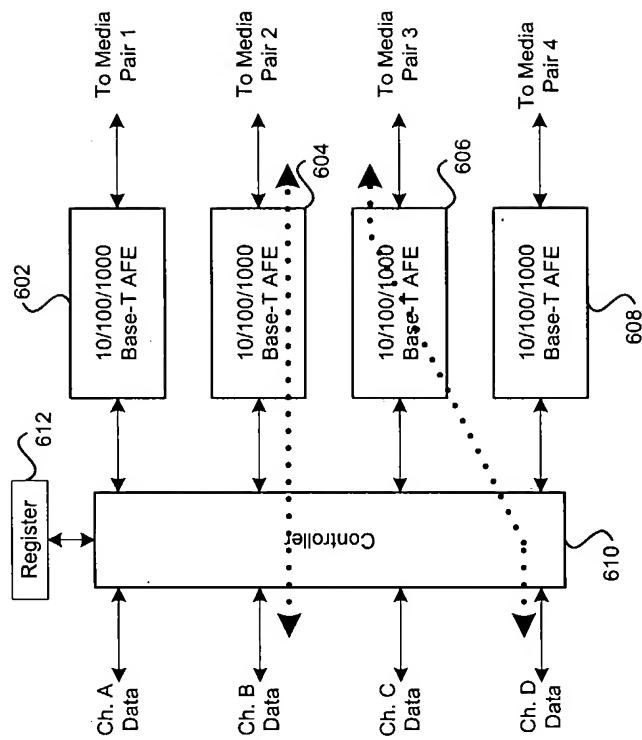 612
Register
602
Ch. A
Data
10/100/1000
Base-T AFE
To Media
Pair 1
Ch. B
Data
10/100/1000
Base-T AFE
To Media
Pair 2
604
Controller
Ch. C
Data
10/100/1000
Base-T AFE
To Media
Pair 3
606
Ch. D
Data
10/100/1000
Base-T AFE
To Media
Pair 4
608
610